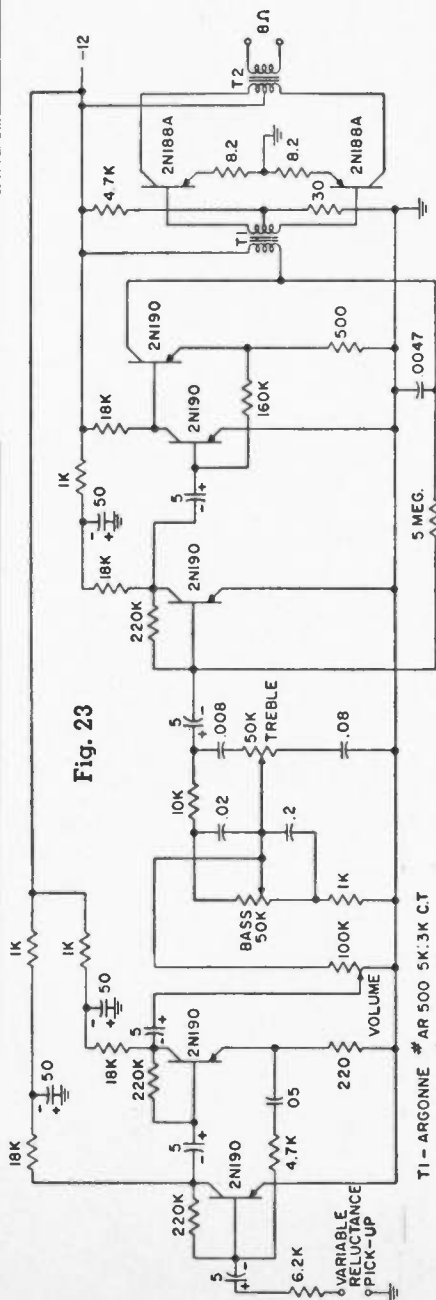 Fig. 23
18K
50
- +
1K
1K
50
- +
18K
220K
5
- +
2N190
220K
5
- +
2N190
5
- +
6.2K
VARIABLE
RELUCTANCE
PICK-UP
4.7K
.05
220
100K
VOLUME
BASS
50K
1K
.02
.2
10K
.008
50K
TREBLE
.08
5
+ -
220K
18K
50
- +
1K
2N190
5
- +
18K
2N190
160K
2N190
500
.0047
5 MEG.
T1
4.7K
30
2N188A
8.2
8.2
2N188A
T2
8Ω
-12
T1 - ARGONNE # AR 500 5K:3K C.T